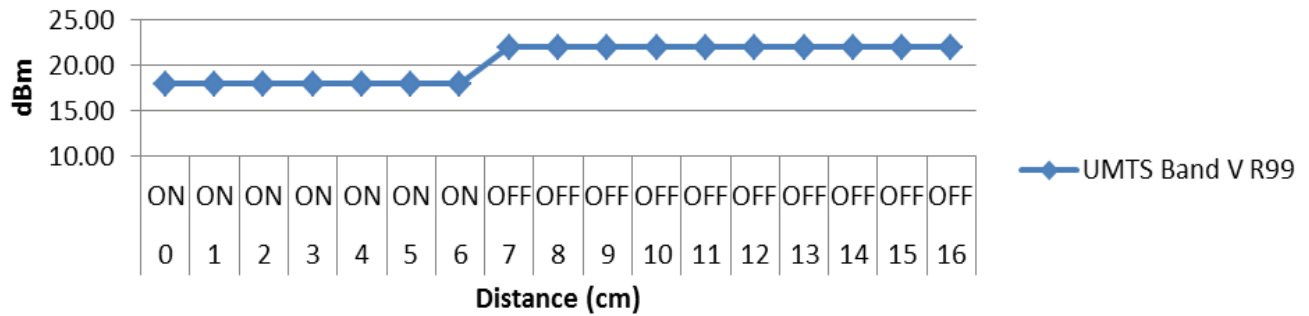 25.00
20.00
15.00
10.00
dBm
ON ON ON ON ON ON ON OFF OFF OFF OFF OFF OFF OFF OFF OFF OFF
0 1 2 3 4 5 6 7 8 9 10 11 12 13 14 15 16
Distance (cm)
UMTS Band V R99